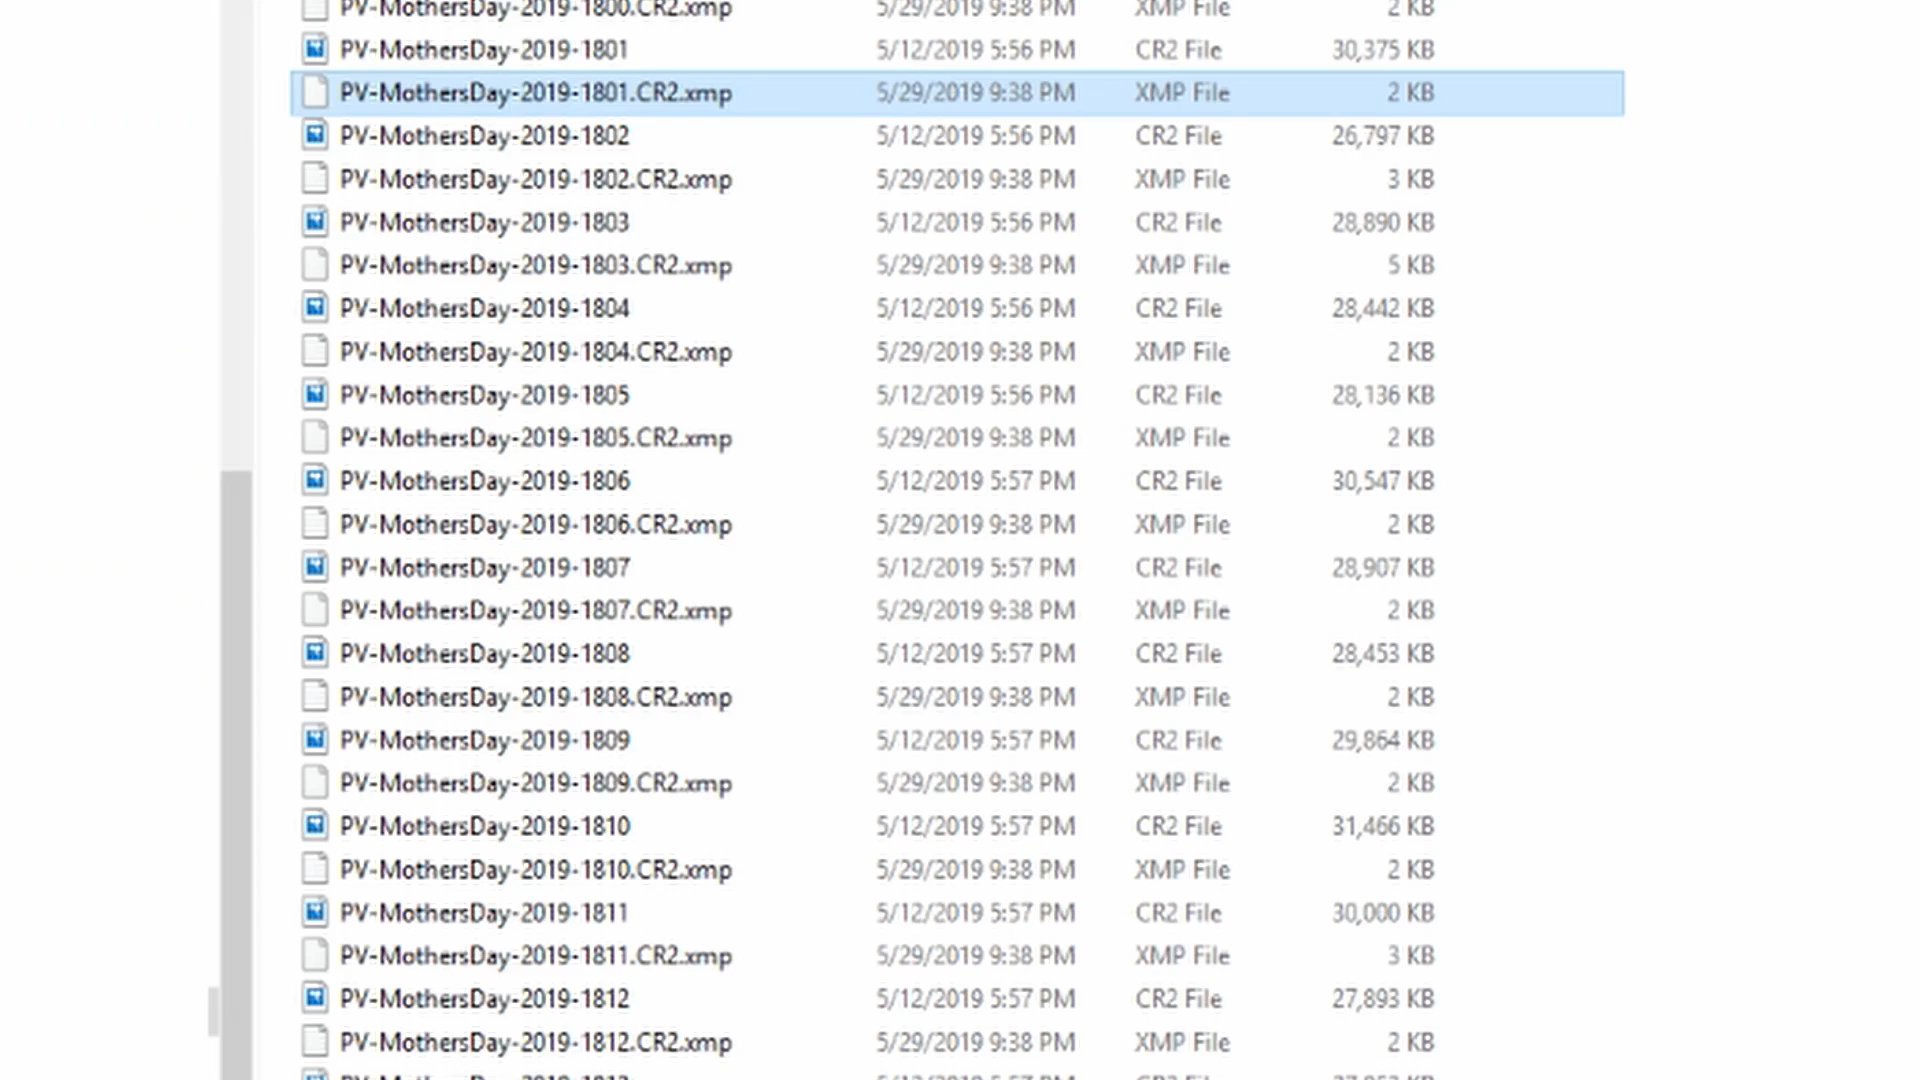 PV-MothersDay-2019-1800.CR2.xmp 5/29/2019 9:38 PM XMP File 2 KB
PV-MothersDay-2019-1801 5/12/2019 5:56 PM CR2 File 30,375 KB
PV-MothersDay-2019-1801.CR2.xmp 5/29/2019 9:38 PM XMP File 2 KB
PV-MothersDay-2019-1802 5/12/2019 5:56 PM CR2 File 26,797 KB
PV-MothersDay-2019-1802.CR2.xmp 5/29/2019 9:38 PM XMP File 3 KB
PV-MothersDay-2019-1803 5/12/2019 5:56 PM CR2 File 28,890 KB
PV-MothersDay-2019-1803.CR2.xmp 5/29/2019 9:38 PM XMP File 5 KB
PV-MothersDay-2019-1804 5/12/2019 5:56 PM CR2 File 28,442 KB
PV-MothersDay-2019-1804.CR2.xmp 5/29/2019 9:38 PM XMP File 2 KB
PV-MothersDay-2019-1805 5/12/2019 5:56 PM CR2 File 28,136 KB
PV-MothersDay-2019-1805.CR2.xmp 5/29/2019 9:38 PM XMP File 2 KB
PV-MothersDay-2019-1806 5/12/2019 5:57 PM CR2 File 30,547 KB
PV-MothersDay-2019-1806.CR2.xmp 5/29/2019 9:38 PM XMP File 2 KB
PV-MothersDay-2019-1807 5/12/2019 5:57 PM CR2 File 28,907 KB
PV-MothersDay-2019-1807.CR2.xmp 5/29/2019 9:38 PM XMP File 2 KB
PV-MothersDay-2019-1808 5/12/2019 5:57 PM CR2 File 28,453 KB
PV-MothersDay-2019-1808.CR2.xmp 5/29/2019 9:38 PM XMP File 2 KB
PV-MothersDay-2019-1809 5/12/2019 5:57 PM CR2 File 29,864 KB
PV-MothersDay-2019-1809.CR2.xmp 5/29/2019 9:38 PM XMP File 2 KB
PV-MothersDay-2019-1810 5/12/2019 5:57 PM CR2 File 31,466 KB
PV-MothersDay-2019-1810.CR2.xmp 5/29/2019 9:38 PM XMP File 2 KB
PV-MothersDay-2019-1811 5/12/2019 5:57 PM CR2 File 30,000 KB
PV-MothersDay-2019-1811.CR2.xmp 5/29/2019 9:38 PM XMP File 3 KB
PV-MothersDay-2019-1812 5/12/2019 5:57 PM CR2 File 27,893 KB
PV-MothersDay-2019-1812.CR2.xmp 5/29/2019 9:38 PM XMP File 2 KB